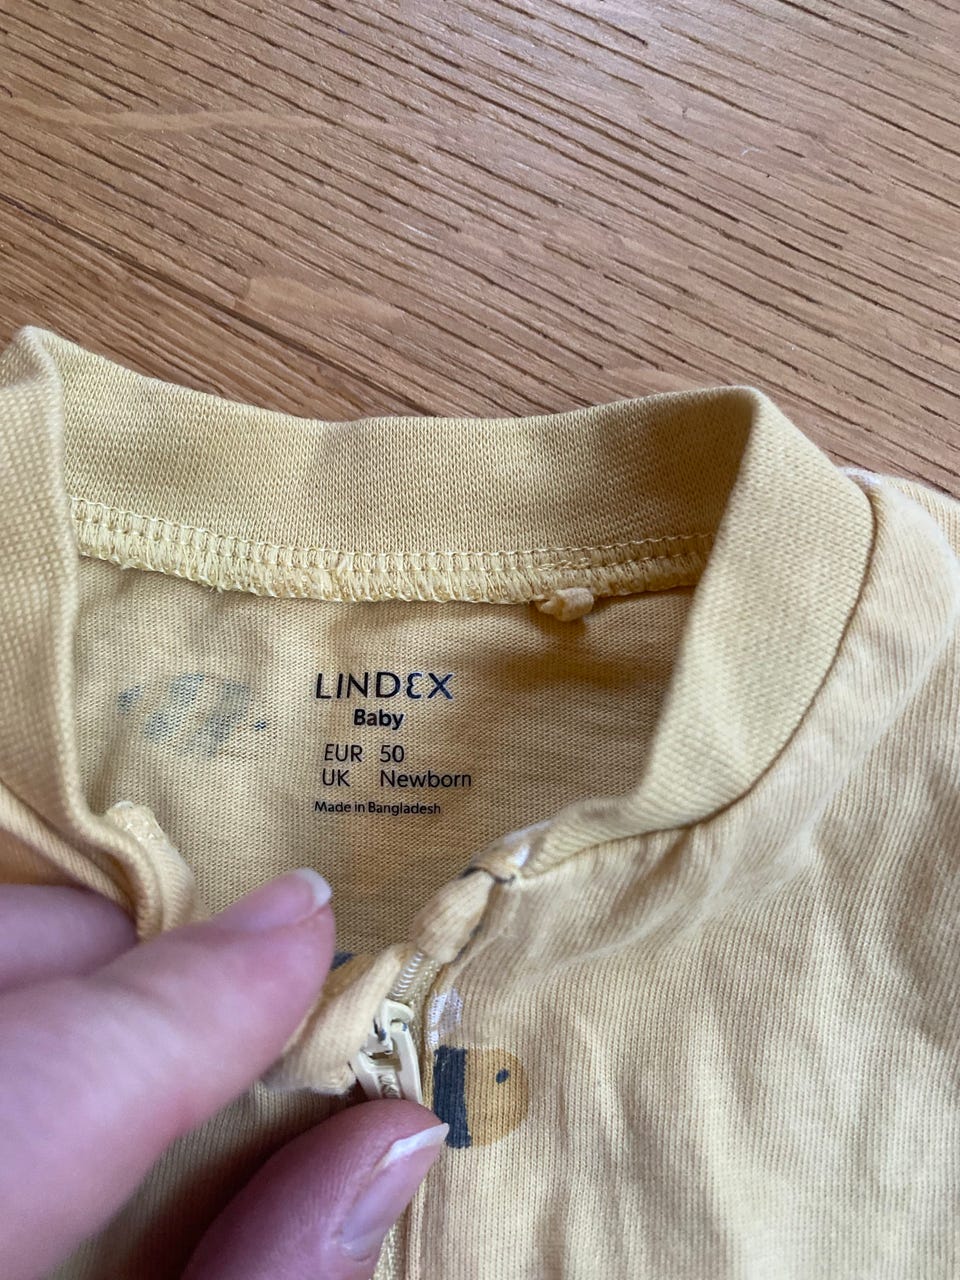 LINDEX
Baby
EUR 50
UK Newborn
Made in Bangladesh